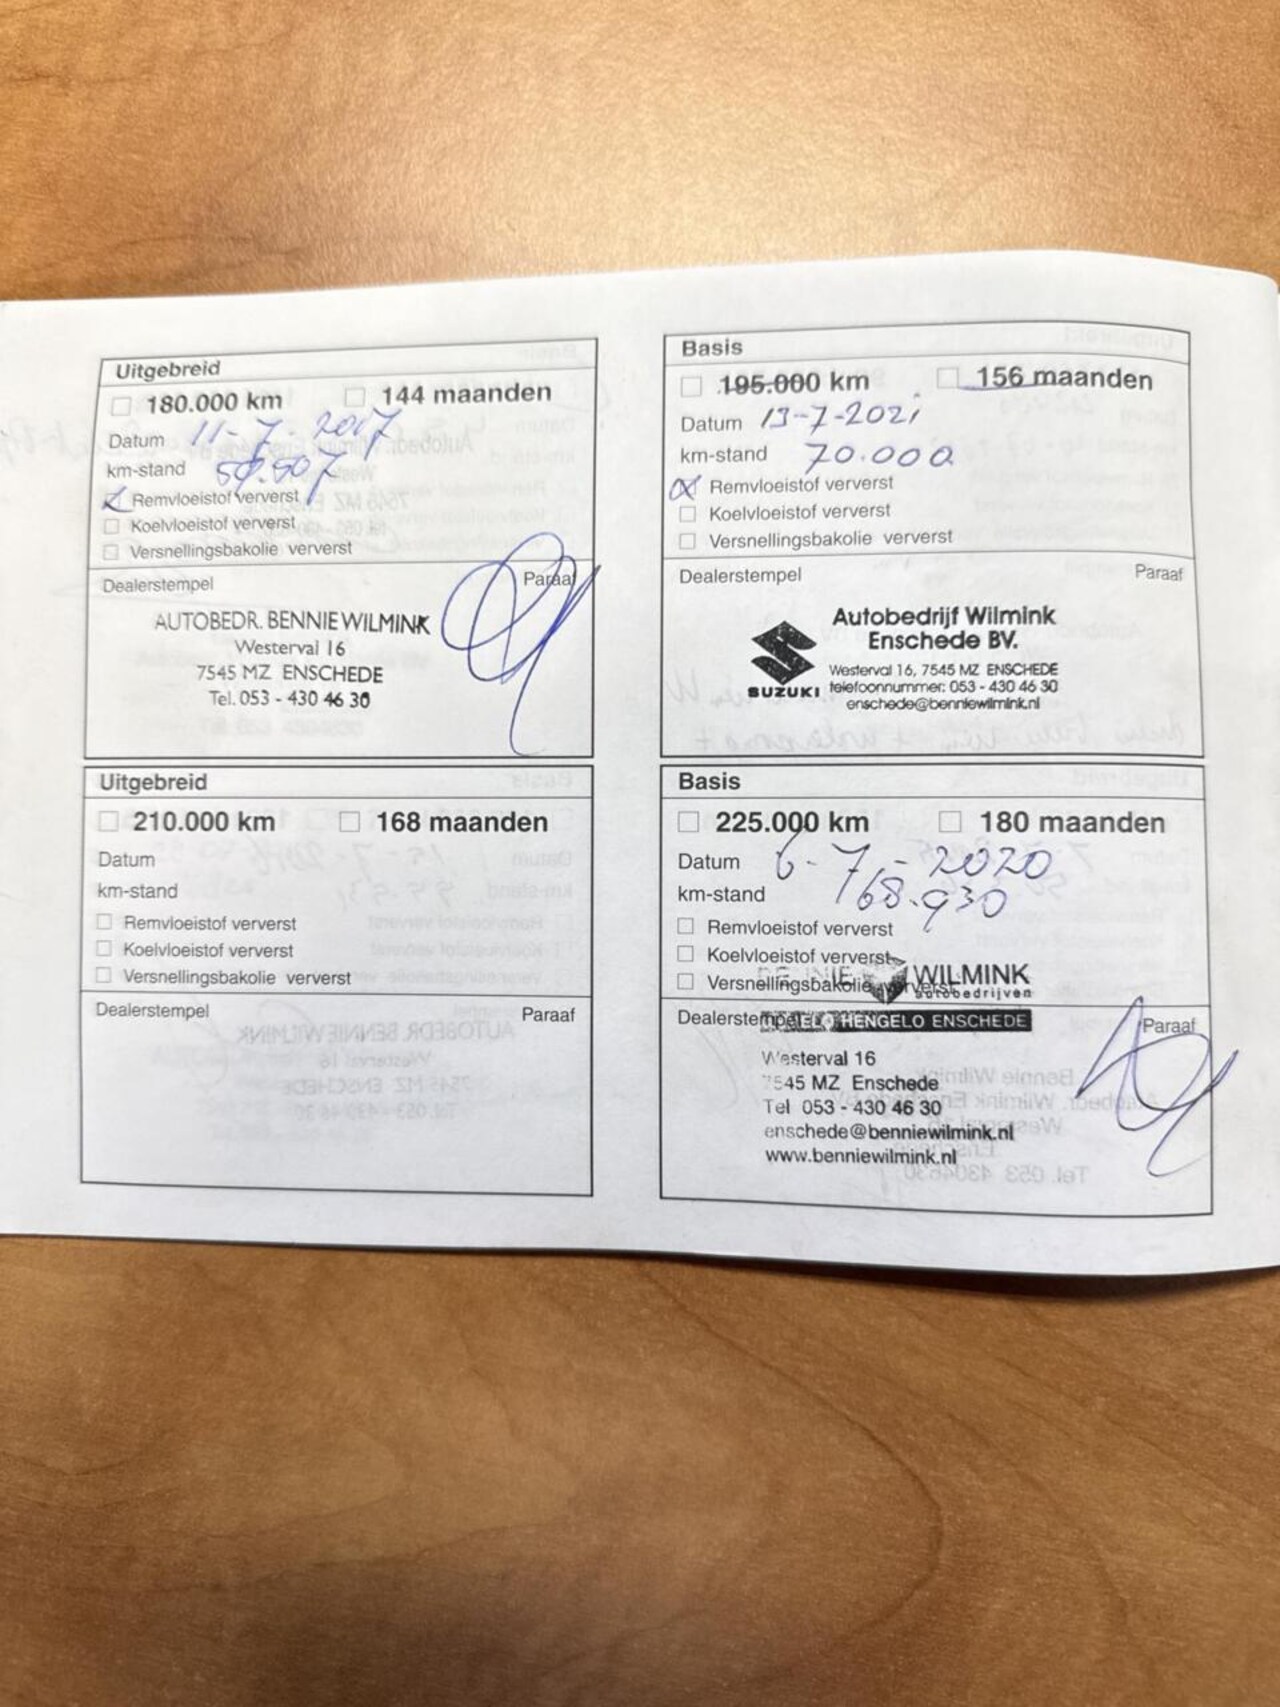 Uitgebreid
180.000 km 144 maanden
Datum 11-7-2017
km-stand 59.507
Remvloeistof ververst
Koelvloeistof ververst
Versnellingsbakolie ververst
Dealerstempel Paraaf
AUTOBEDR. BENNIE WILMINK
Westerval 16
7545 MZ ENSCHEDE
Tel. 053 - 430 46 30
Basis
195.000 km 156 maanden
Datum 13-7-2021
km-stand 70.000
Remvloeistof ververst
Koelvloeistof ververst
Versnellingsbakolie ververst
Dealerstempel Paraaf
Autobedrijf Wilmink
Enschede BV.
SUZUKI
Westerval 16, 7545 MZ ENSCHEDE
telefoonnummer: 053 - 430 46 30
enschede@benniewilmink.nl
Uitgebreid
210.000 km 168 maanden
Datum
km-stand
Remvloeistof ververst
Koelvloeistof ververst
Versnellingsbakolie ververst
Dealerstempel Paraaf
Basis
225.000 km 180 maanden
Datum 6-7-2020
km-stand 68.930
Remvloeistof ververst
Koelvloeistof ververst
Versnellingsbakolie ververst
WILMINK
autobedrijven
Dealerstempel Paraaf
HENGELO ENSCHEDE
Westerval 16
7545 MZ Enschede
Tel 053 - 430 46 30
enschede@benniewilmink.nl
www.benniewilmink.nl